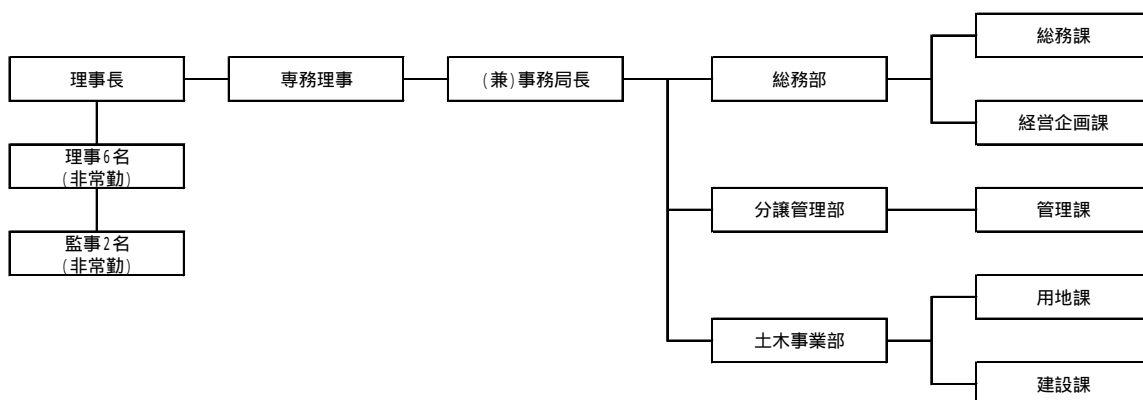 総務課
理事長
専務理事
(兼)事務局長
総務部
経営企画課
理事6名
(非常勤)
分譲管理部
管理課
監事2名
(非常勤)
用地課
土木事業部
建設課